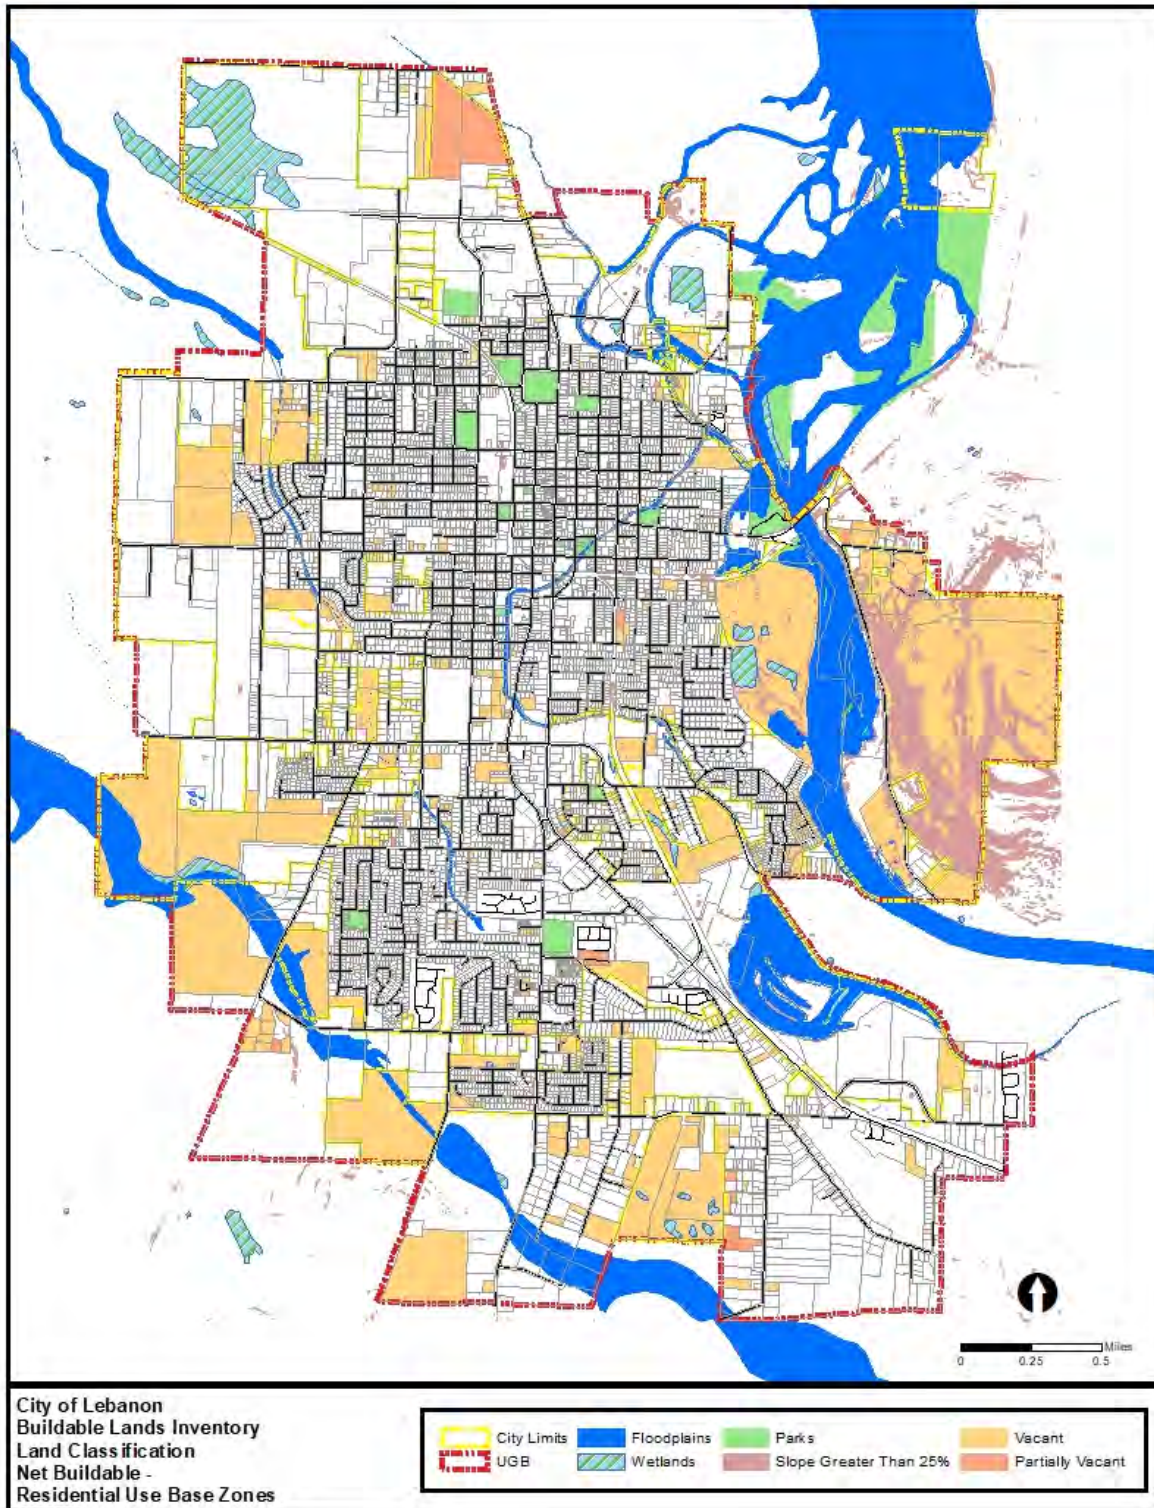 Miles
0 0.25 0.5
City of Lebanon
Buildable Lands Inventory
Land Classification
Net Buildable -
Residential Use Base Zones
City Limits Floodplains Parks Vacant
UGB Wetlands Slope Greater Than 25% Partially Vacant